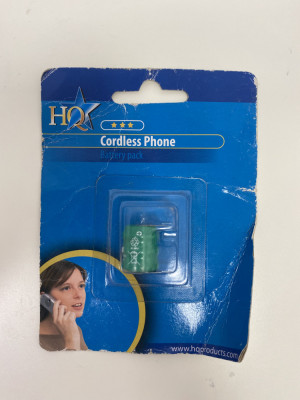 HQ
Cordless Phone
Battery pack
www.hqproducts.com